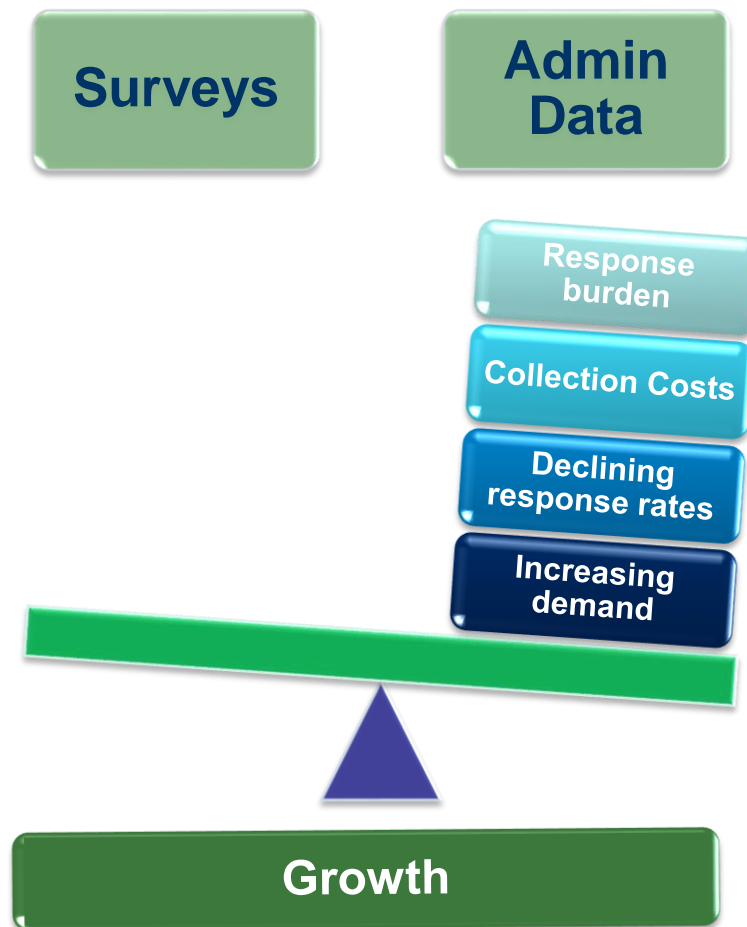 Surveys
Admin
Data
Response
burden
Collection Costs
Declining
response rates
Increasing
demand
Growth